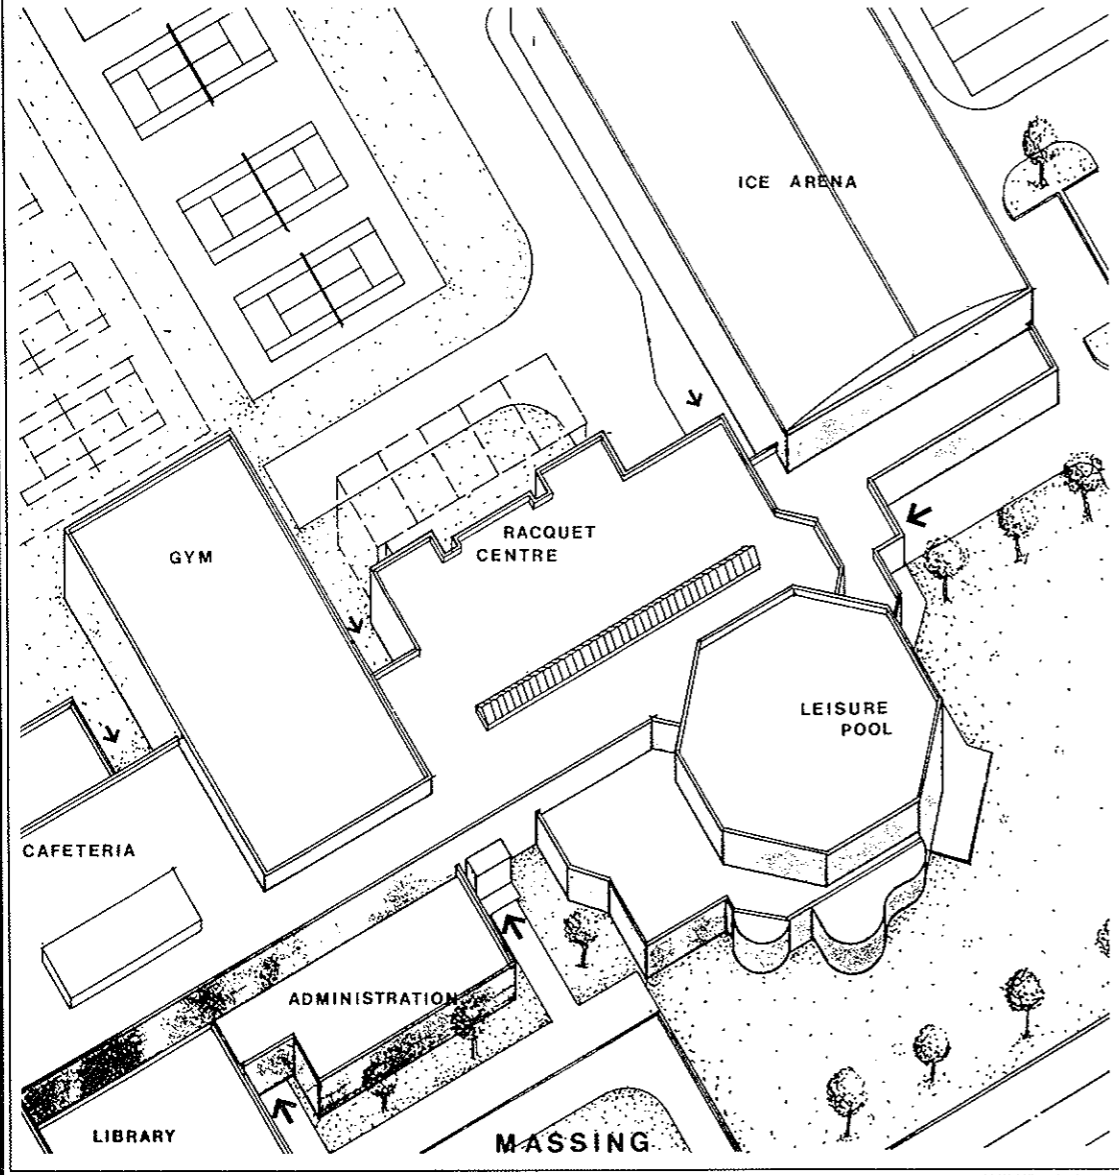 ICE ARENA
RACQUET
CENTRE
GYM
LEISURE
POOL
CAFETERIA
ADMINISTRATION
LIBRARY
MASSING